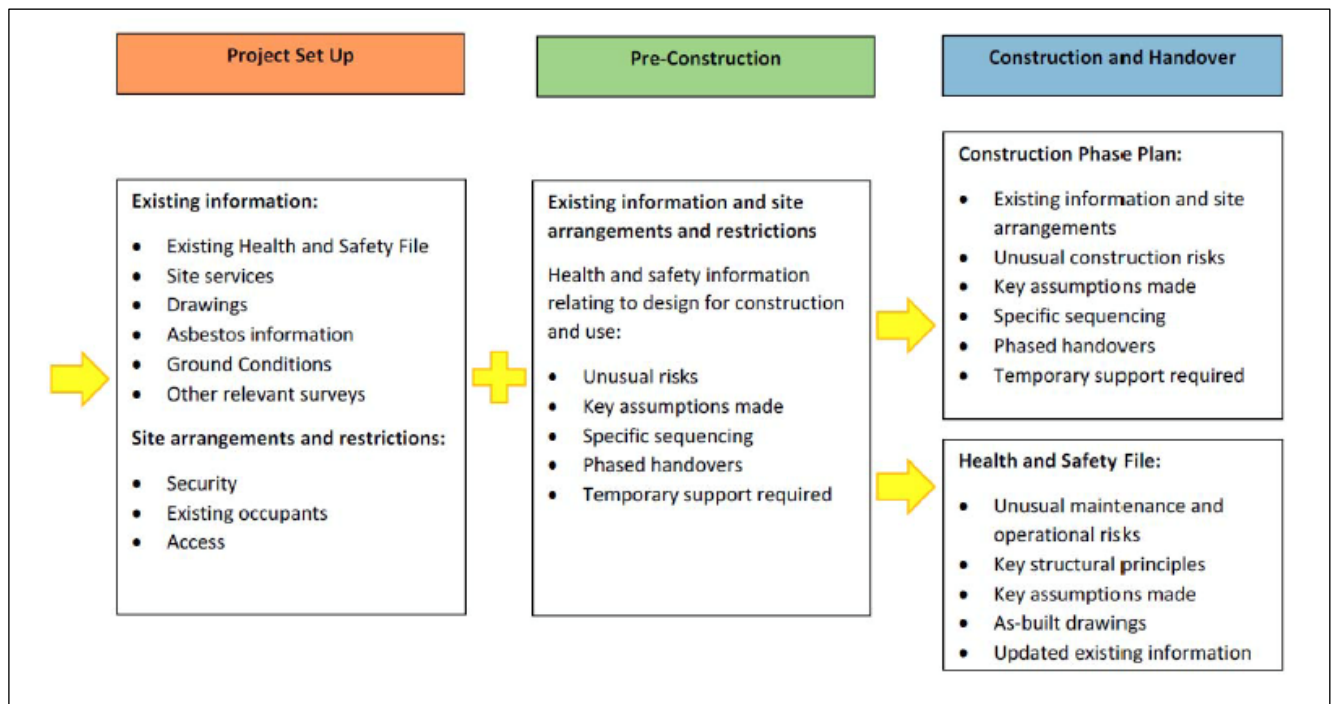 Project Set Up
Pre-Construction
Construction and Handover
Existing information:
• Existing Health and Safety File
• Site services
• Drawings
• Asbestos information
• Ground Conditions
• Other relevant surveys
Site arrangements and restrictions:
• Security
• Existing occupants
• Access
Existing information and site
arrangements and restrictions
Health and safety information
relating to design for construction
and use:
• Unusual risks
• Key assumptions made
• Specific sequencing
• Phased handovers
• Temporary support required
Construction Phase Plan:
• Existing information and site
arrangements
• Unusual construction risks
• Key assumptions made
• Specific sequencing
• Phased handovers
• Temporary support required
Health and Safety File:
• Unusual maintenance and
operational risks
• Key structural principles
• Key assumptions made
• As-built drawings
• Updated existing information